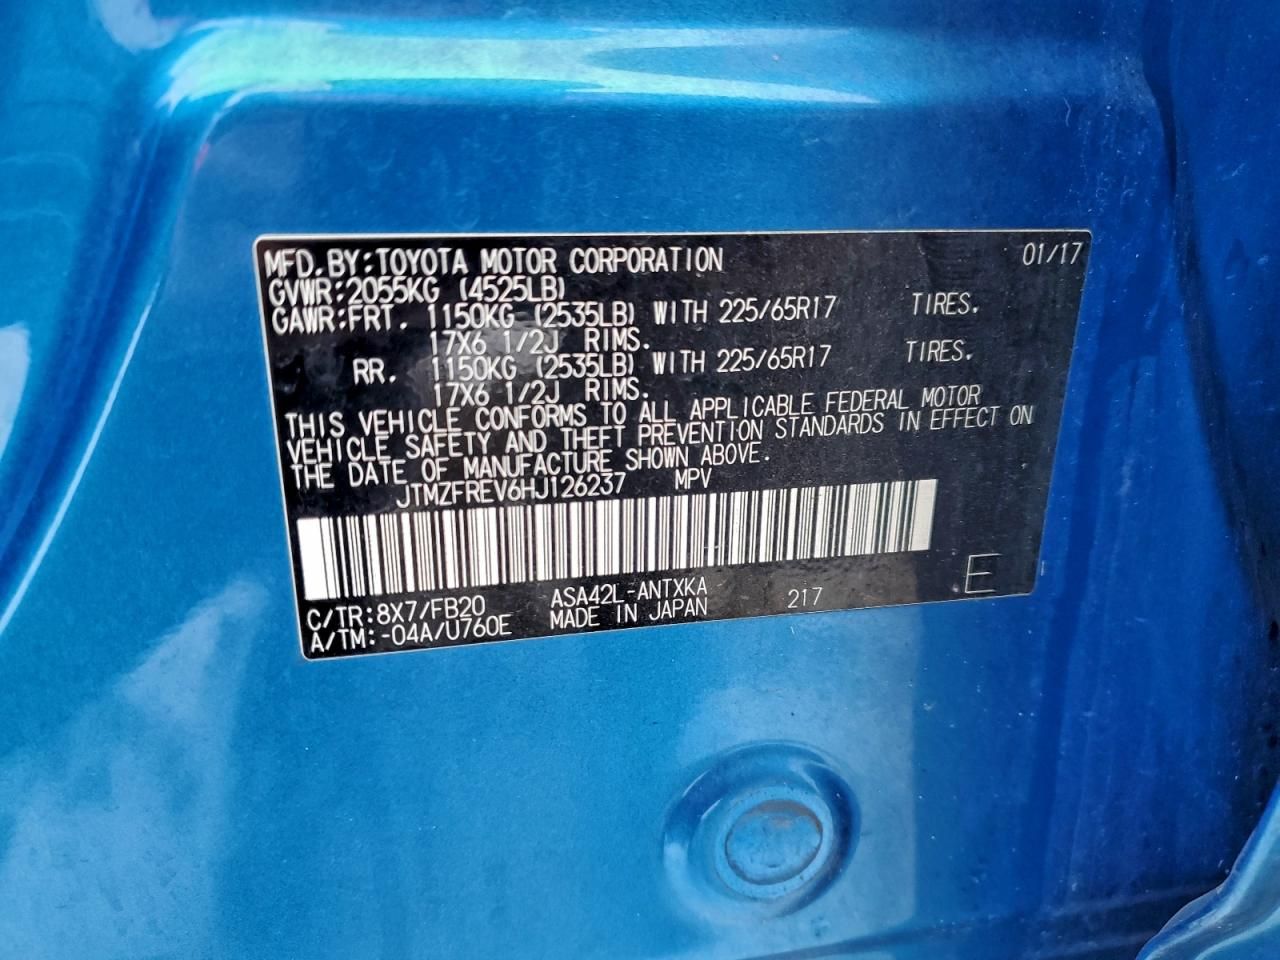 MFD. BY: TOYOTA MOTOR CORPORATION 01/17
GVWR: 2055KG (4525LB)
GAWR: FRT. 1150KG (2535LB) WITH 225/65R17 TIRES.
17X6 1/2J RIMS.
RR. 1150KG (2535LB) WITH 225/65R17 TIRES.
17X6 1/2J RIMS.
THIS VEHICLE CONFORMS TO ALL APPLICABLE FEDERAL MOTOR
VEHICLE SAFETY AND THEFT PREVENTION STANDARDS IN EFFECT ON
THE DATE OF MANUFACTURE SHOWN ABOVE.
JTMZFREV6HJ126237 MPV
C/TR: 8X7/FB20 ASA42L-ANTXKA 217 E
A/TM: -04A/U760E MADE IN JAPAN